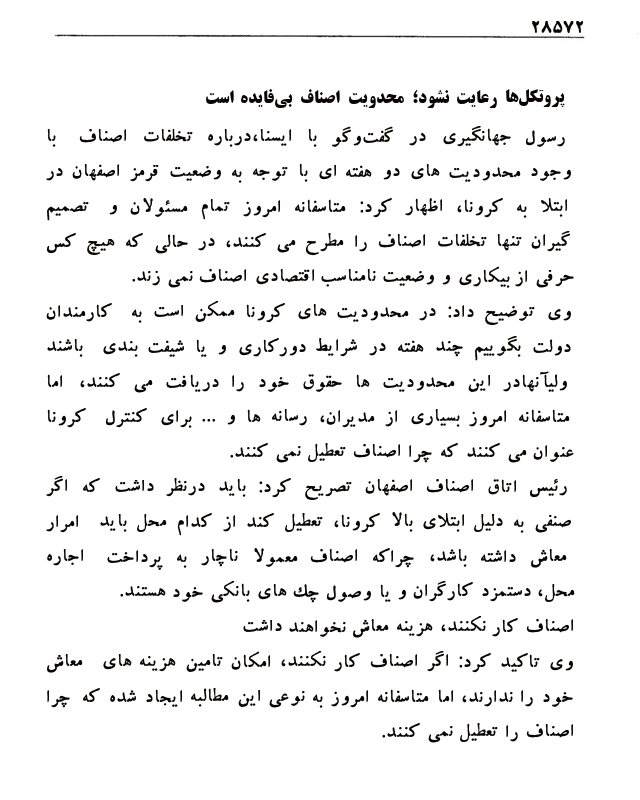 ۲۸۵۷۲
پروتکل‌ها رعایت نشود؛ محدویت اصناف بی‌فایده است
رسول جهانگیری در گفت‌وگو با ایسنا،درباره تخلفات اصناف با
وجود محدودیت های دو هفته ای با توجه به وضعیت قرمز اصفهان در
ابتلا به کرونا، اظهار کرد: متاسفانه امروز تمام مسئولان و تصمیم
گیران تنها تخلفات اصناف را مطرح می کنند، در حالی که هیچ کس
حرفی از بیکاری و وضعیت نامناسب اقتصادی اصناف نمی زند.
وی توضیح داد: در محدودیت های کرونا ممکن است به کارمندان
دولت بگوییم چند هفته در شرایط دورکاری و یا شیفت بندی باشند
ولیآنهادر این محدودیت ها حقوق خود را دریافت می کنند، اما
متاسفانه امروز بسیاری از مدیران، رسانه ها و ... برای کنترل کرونا
عنوان می کنند که چرا اصناف تعطیل نمی کنند.
رئیس اتاق اصناف اصفهان تصریح کرد: باید درنظر داشت که اگر
صنفی به دلیل ابتلای بالا کرونا، تعطیل کند از کدام محل باید امرار
معاش داشته باشد، چراکه اصناف معمولا ناچار به پرداخت اجاره
محل، دستمزد کارگران و یا وصول چك های بانکی خود هستند.
اصناف کار نکنند، هزینه معاش نخواهند داشت
وی تاکید کرد: اگر اصناف کار نکنند، امکان تامین هزینه های معاش
خود را ندارند، اما متاسفانه امروز به نوعی این مطالبه ایجاد شده که چرا
اصناف را تعطیل نمی کنند.